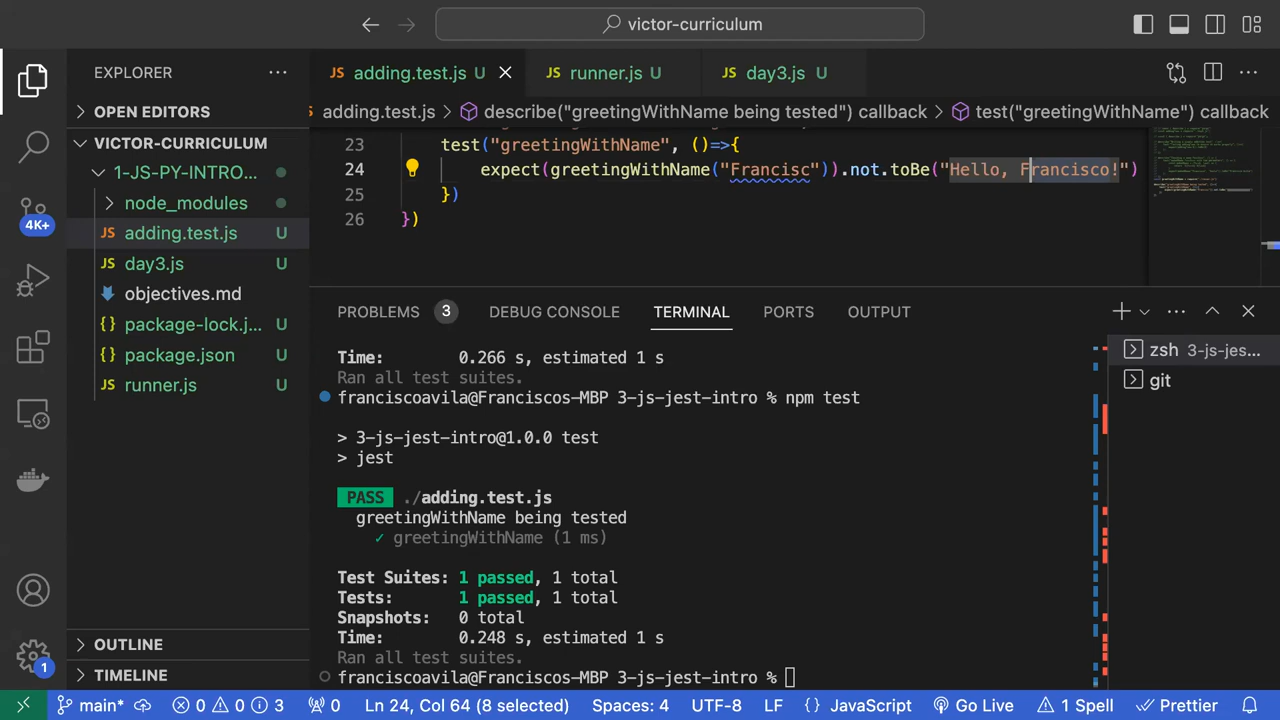 victor-curriculum
EXPLORER
OPEN EDITORS
VICTOR-CURRICULUM
1-JS-PY-INTRO...
node_modules
JS adding.test.js U
JS day3.js U
objectives.md
{} package-lock.j... U
{} package.json U
JS runner.js U
OUTLINE
TIMELINE
4K+
1
JS adding.test.js U
JS runner.js U
JS day3.js U
adding.test.js > describe("greetingWithName being tested") callback > test("greetingWithName") callback
23 test("greetingWithName", ()=>{
24 expect(greetingWithName("Francisc")).not.toBe("Hello, Francisco!")
25 })
26 })
PROBLEMS 3 DEBUG CONSOLE TERMINAL PORTS OUTPUT
Time: 0.266 s, estimated 1 s
Ran all test suites.
franciscoavila@Franciscos-MBP 3-js-jest-intro % npm test
> 3-js-jest-intro@1.0.0 test
> jest
PASS ./adding.test.js
greetingWithName being tested
✓ greetingWithName (1 ms)
Test Suites: 1 passed, 1 total
Tests: 1 passed, 1 total
Snapshots: 0 total
Time: 0.248 s, estimated 1 s
Ran all test suites.
franciscoavila@Franciscos-MBP 3-js-jest-intro %
zsh 3-js-jes...
git
main* 0 0 3 0 Ln 24, Col 64 (8 selected) Spaces: 4 UTF-8 LF {} JavaScript Go Live 1 Spell Prettier